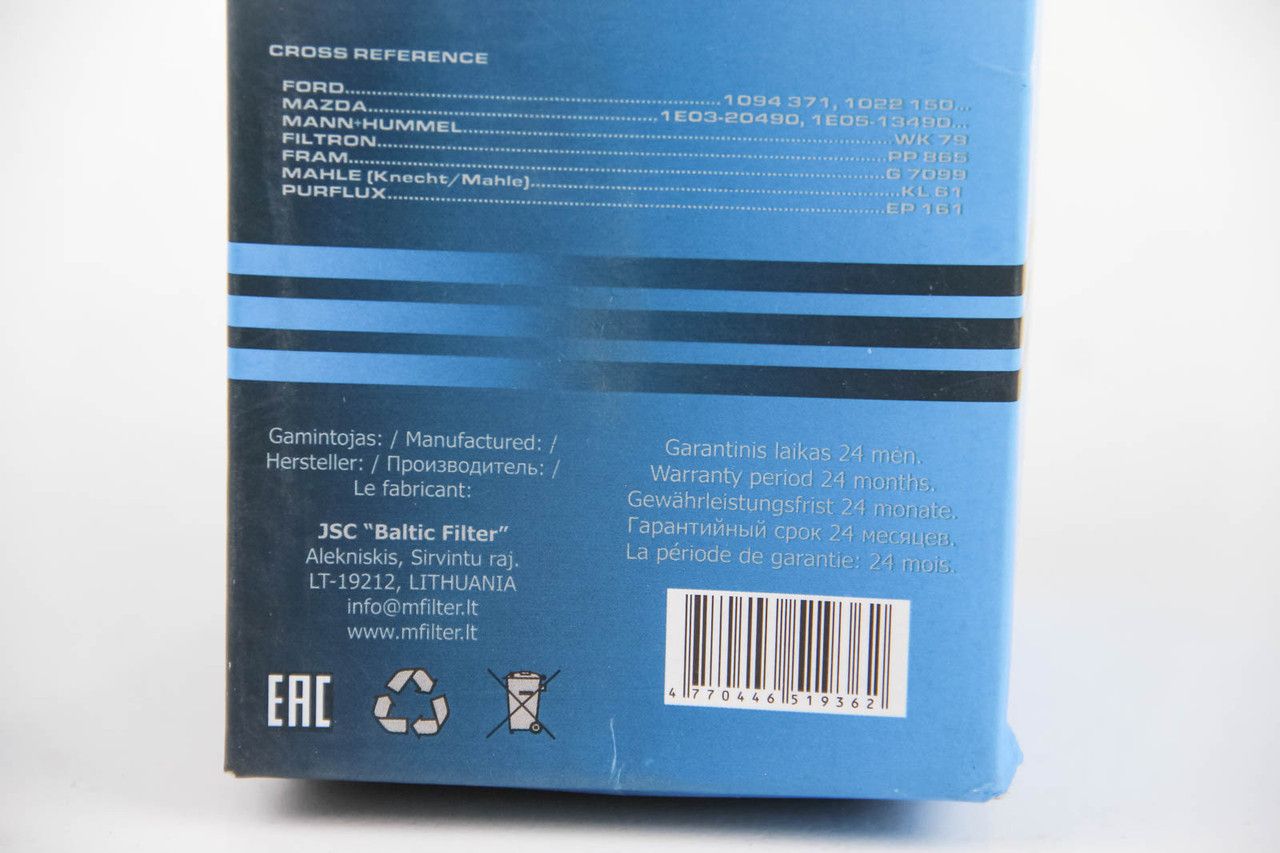 CROSS REFERENCE
FORD........1094 371, 1022 150...
MAZDA........1E03-20490, 1E05-13490...
MANN+HUMMEL........WK 79
FILTRON........PP 865
FRAM........G 7099
MAHLE (Knecht/Mahle)........KL 61
PURFLUX........EP 161
Gamintojas: / Manufactured: /
Hersteller: / Производитель: /
Le fabricant:
JSC "Baltic Filter"
Alekniskis, Sirvintu raj.
LT-19212, LITHUANIA
info@mfilter.lt
www.mfilter.lt
Garantinis laikas 24 mėn.
Warranty period 24 months.
Gewährleistungsfrist 24 monate.
Гарантийный срок 24 месяцев.
La période de garantie: 24 mois.
EAC
4 770446 519362